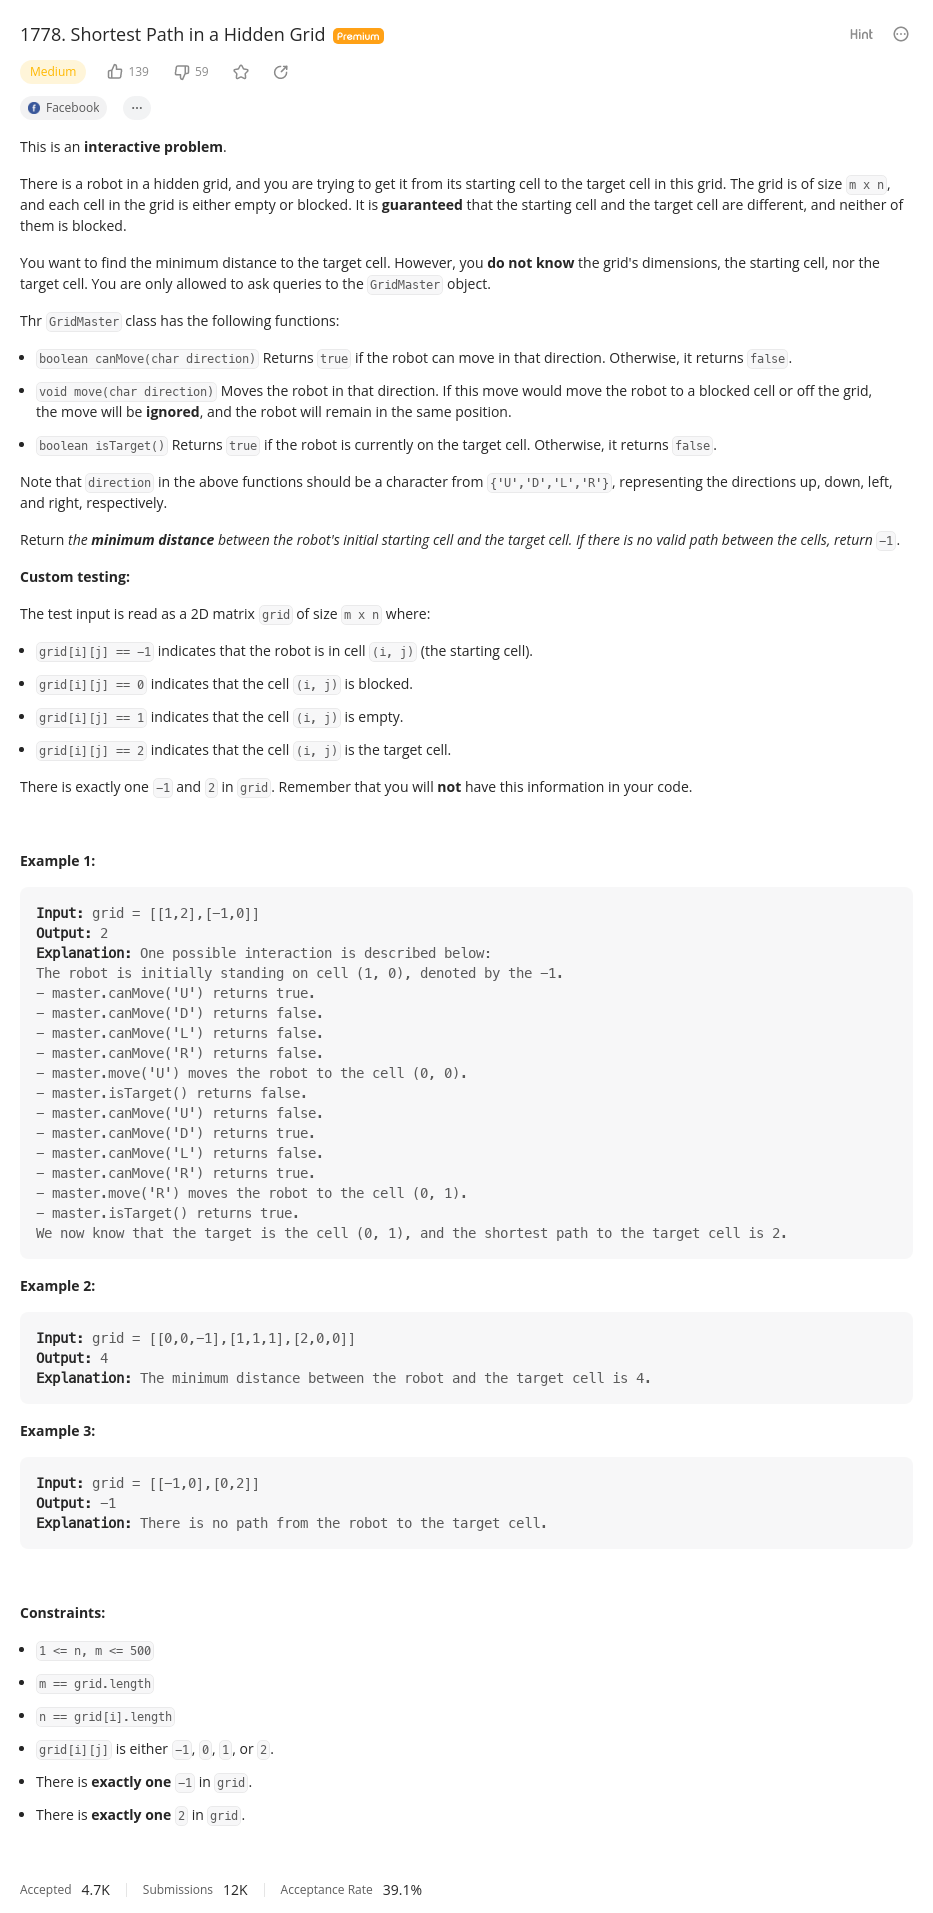 1778. Shortest Path in a Hidden Grid Premium Hint
Medium 139 59
Facebook ...
This is an interactive problem.
There is a robot in a hidden grid, and you are trying to get it from its starting cell to the target cell in this grid. The grid is of size m x n,
and each cell in the grid is either empty or blocked. It is guaranteed that the starting cell and the target cell are different, and neither of
them is blocked.
You want to find the minimum distance to the target cell. However, you do not know the grid's dimensions, the starting cell, nor the
target cell. You are only allowed to ask queries to the GridMaster object.
Thr GridMaster class has the following functions:
• boolean canMove(char direction) Returns true if the robot can move in that direction. Otherwise, it returns false.
• void move(char direction) Moves the robot in that direction. If this move would move the robot to a blocked cell or off the grid,
the move will be ignored, and the robot will remain in the same position.
• boolean isTarget() Returns true if the robot is currently on the target cell. Otherwise, it returns false.
Note that direction in the above functions should be a character from {'U','D','L','R'}, representing the directions up, down, left,
and right, respectively.
Return the minimum distance between the robot's initial starting cell and the target cell. If there is no valid path between the cells, return -1.
Custom testing:
The test input is read as a 2D matrix grid of size m x n where:
• grid[i][j] == -1 indicates that the robot is in cell (i, j) (the starting cell).
• grid[i][j] == 0 indicates that the cell (i, j) is blocked.
• grid[i][j] == 1 indicates that the cell (i, j) is empty.
• grid[i][j] == 2 indicates that the cell (i, j) is the target cell.
There is exactly one -1 and 2 in grid. Remember that you will not have this information in your code.
Example 1:
Input: grid = [[1,2],[-1,0]]
Output: 2
Explanation: One possible interaction is described below:
The robot is initially standing on cell (1, 0), denoted by the -1.
- master.canMove('U') returns true.
- master.canMove('D') returns false.
- master.canMove('L') returns false.
- master.canMove('R') returns false.
- master.move('U') moves the robot to the cell (0, 0).
- master.isTarget() returns false.
- master.canMove('U') returns false.
- master.canMove('D') returns true.
- master.canMove('L') returns false.
- master.canMove('R') returns true.
- master.move('R') moves the robot to the cell (0, 1).
- master.isTarget() returns true.
We now know that the target is the cell (0, 1), and the shortest path to the target cell is 2.
Example 2:
Input: grid = [[0,0,-1],[1,1,1],[2,0,0]]
Output: 4
Explanation: The minimum distance between the robot and the target cell is 4.
Example 3:
Input: grid = [[-1,0],[0,2]]
Output: -1
Explanation: There is no path from the robot to the target cell.
Constraints:
• 1 <= n, m <= 500
• m == grid.length
• n == grid[i].length
• grid[i][j] is either -1, 0, 1, or 2.
• There is exactly one -1 in grid.
• There is exactly one 2 in grid.
Accepted 4.7K Submissions 12K Acceptance Rate 39.1%